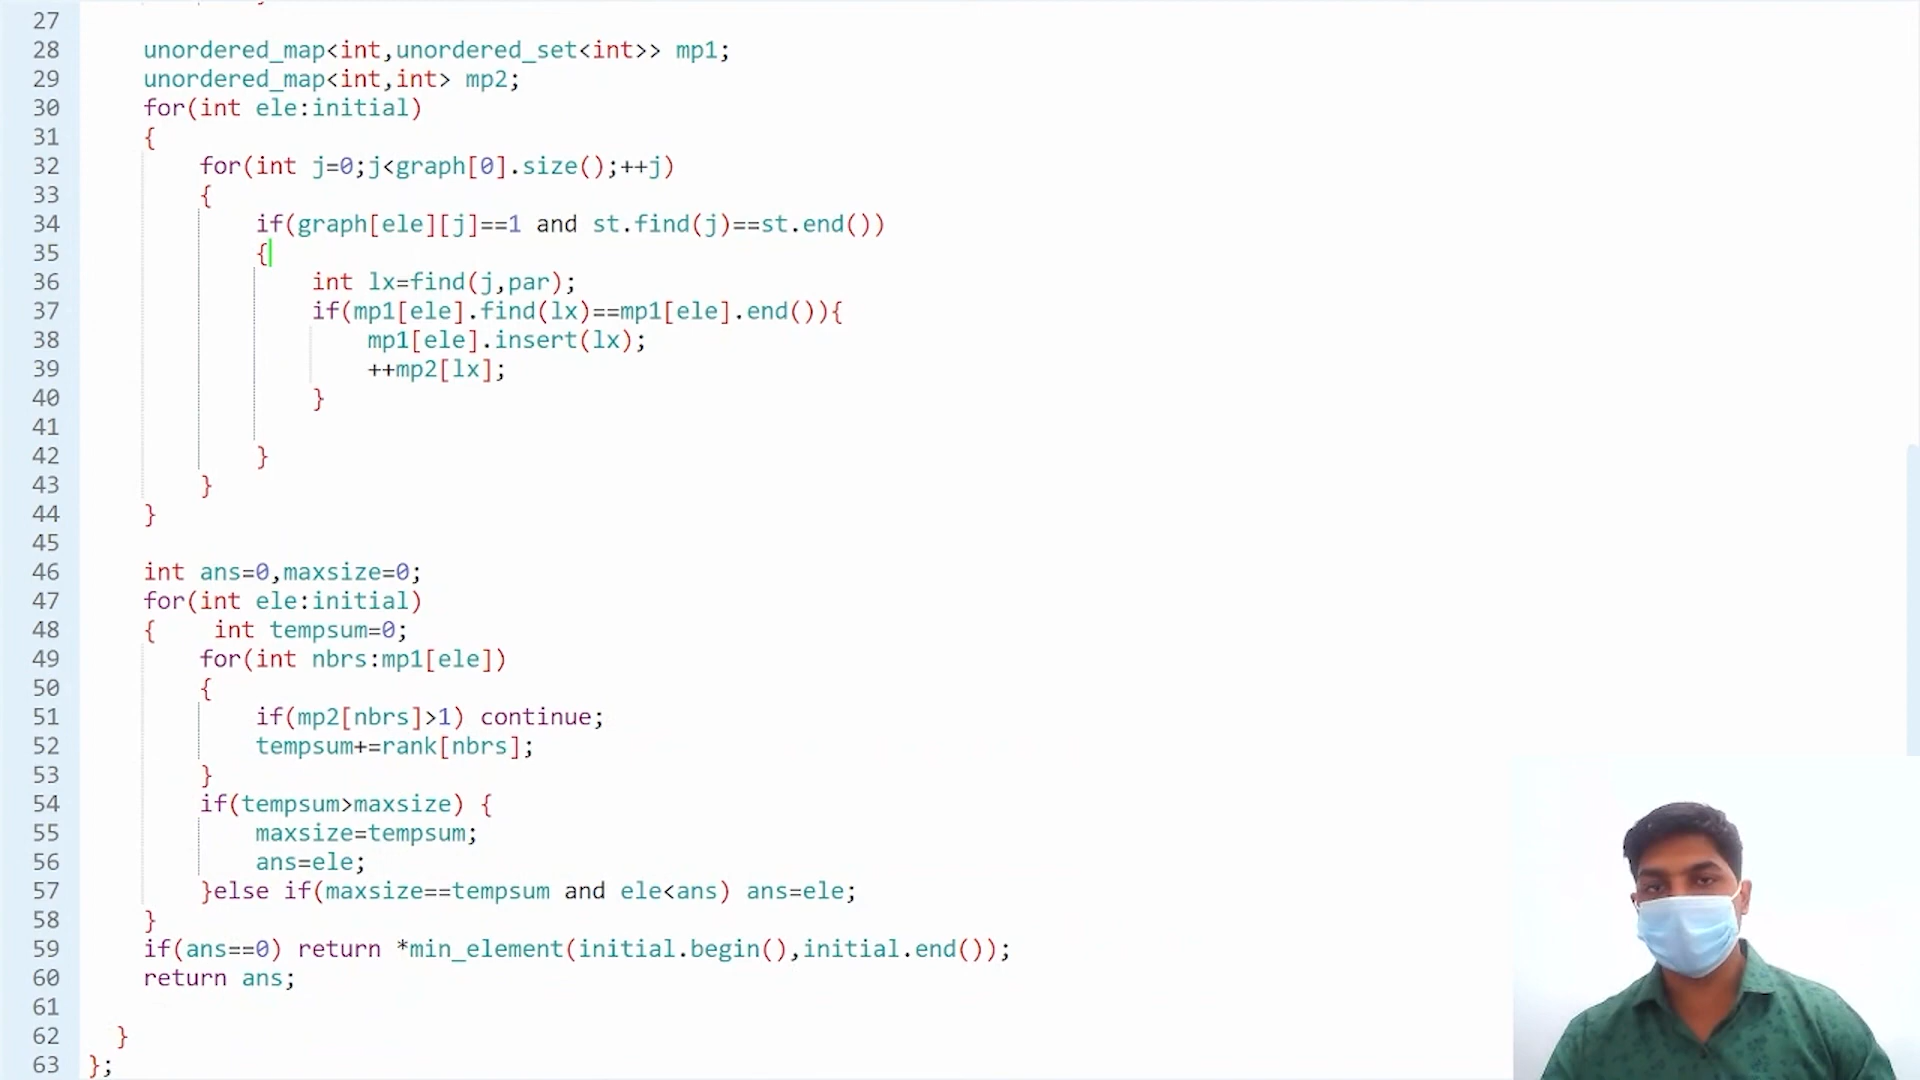 27
28 unordered_map<int,unordered_set<int>> mp1;
29 unordered_map<int,int> mp2;
30 for(int ele:initial)
31 {
32 for(int j=0;j<graph[0].size();++j)
33 {
34 if(graph[ele][j]==1 and st.find(j)==st.end())
35 {
36 int lx=find(j,par);
37 if(mp1[ele].find(lx)==mp1[ele].end()){
38 mp1[ele].insert(lx);
39 ++mp2[lx];
40 }
41
42 }
43 }
44 }
45
46 int ans=0,maxsize=0;
47 for(int ele:initial)
48 { int tempsum=0;
49 for(int nbrs:mp1[ele])
50 {
51 if(mp2[nbrs]>1) continue;
52 tempsum+=rank[nbrs];
53 }
54 if(tempsum>maxsize) {
55 maxsize=tempsum;
56 ans=ele;
57 }else if(maxsize==tempsum and ele<ans) ans=ele;
58 }
59 if(ans==0) return *min_element(initial.begin(),initial.end());
60 return ans;
61
62 }
63 };